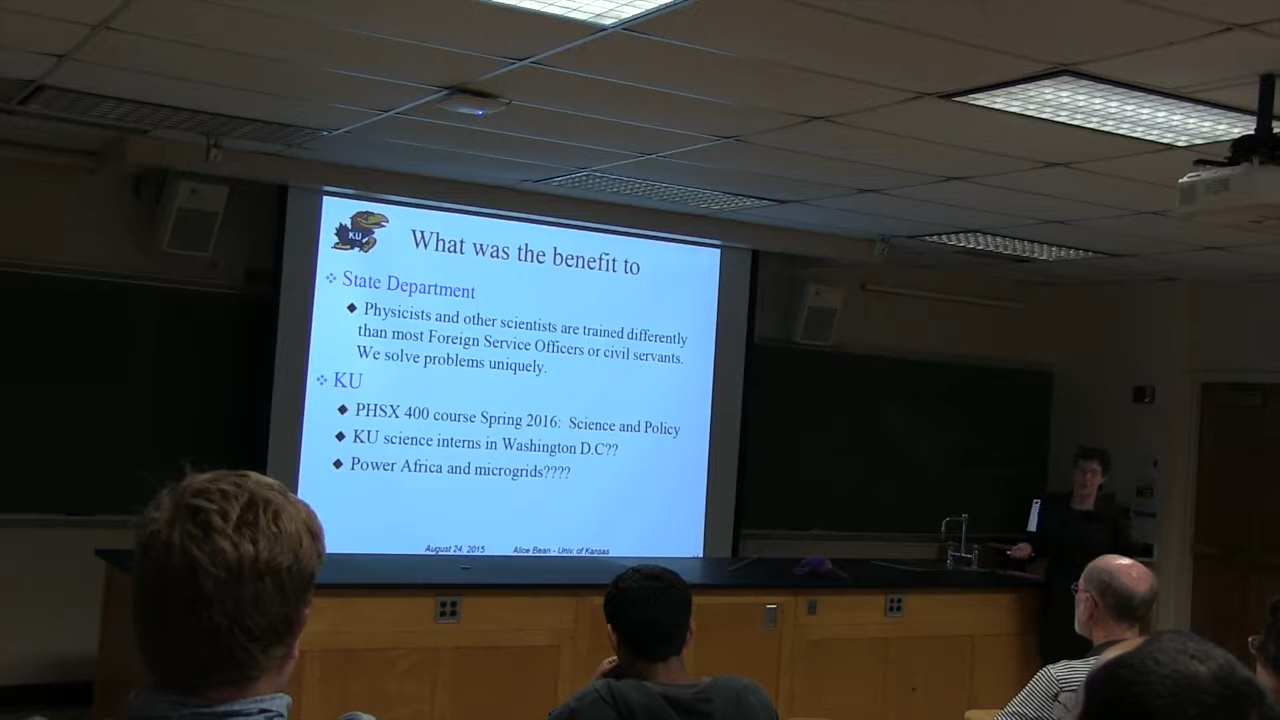 KU
What was the benefit to
State Department
Physicists and other scientists are trained differently
than most Foreign Service Officers or civil servants.
We solve problems uniquely.
KU
PHSX 400 course Spring 2016: Science and Policy
KU science interns in Washington D.C??
Power Africa and microgrids????
August 24, 2015 Alice Bean - Univ. of Kansas